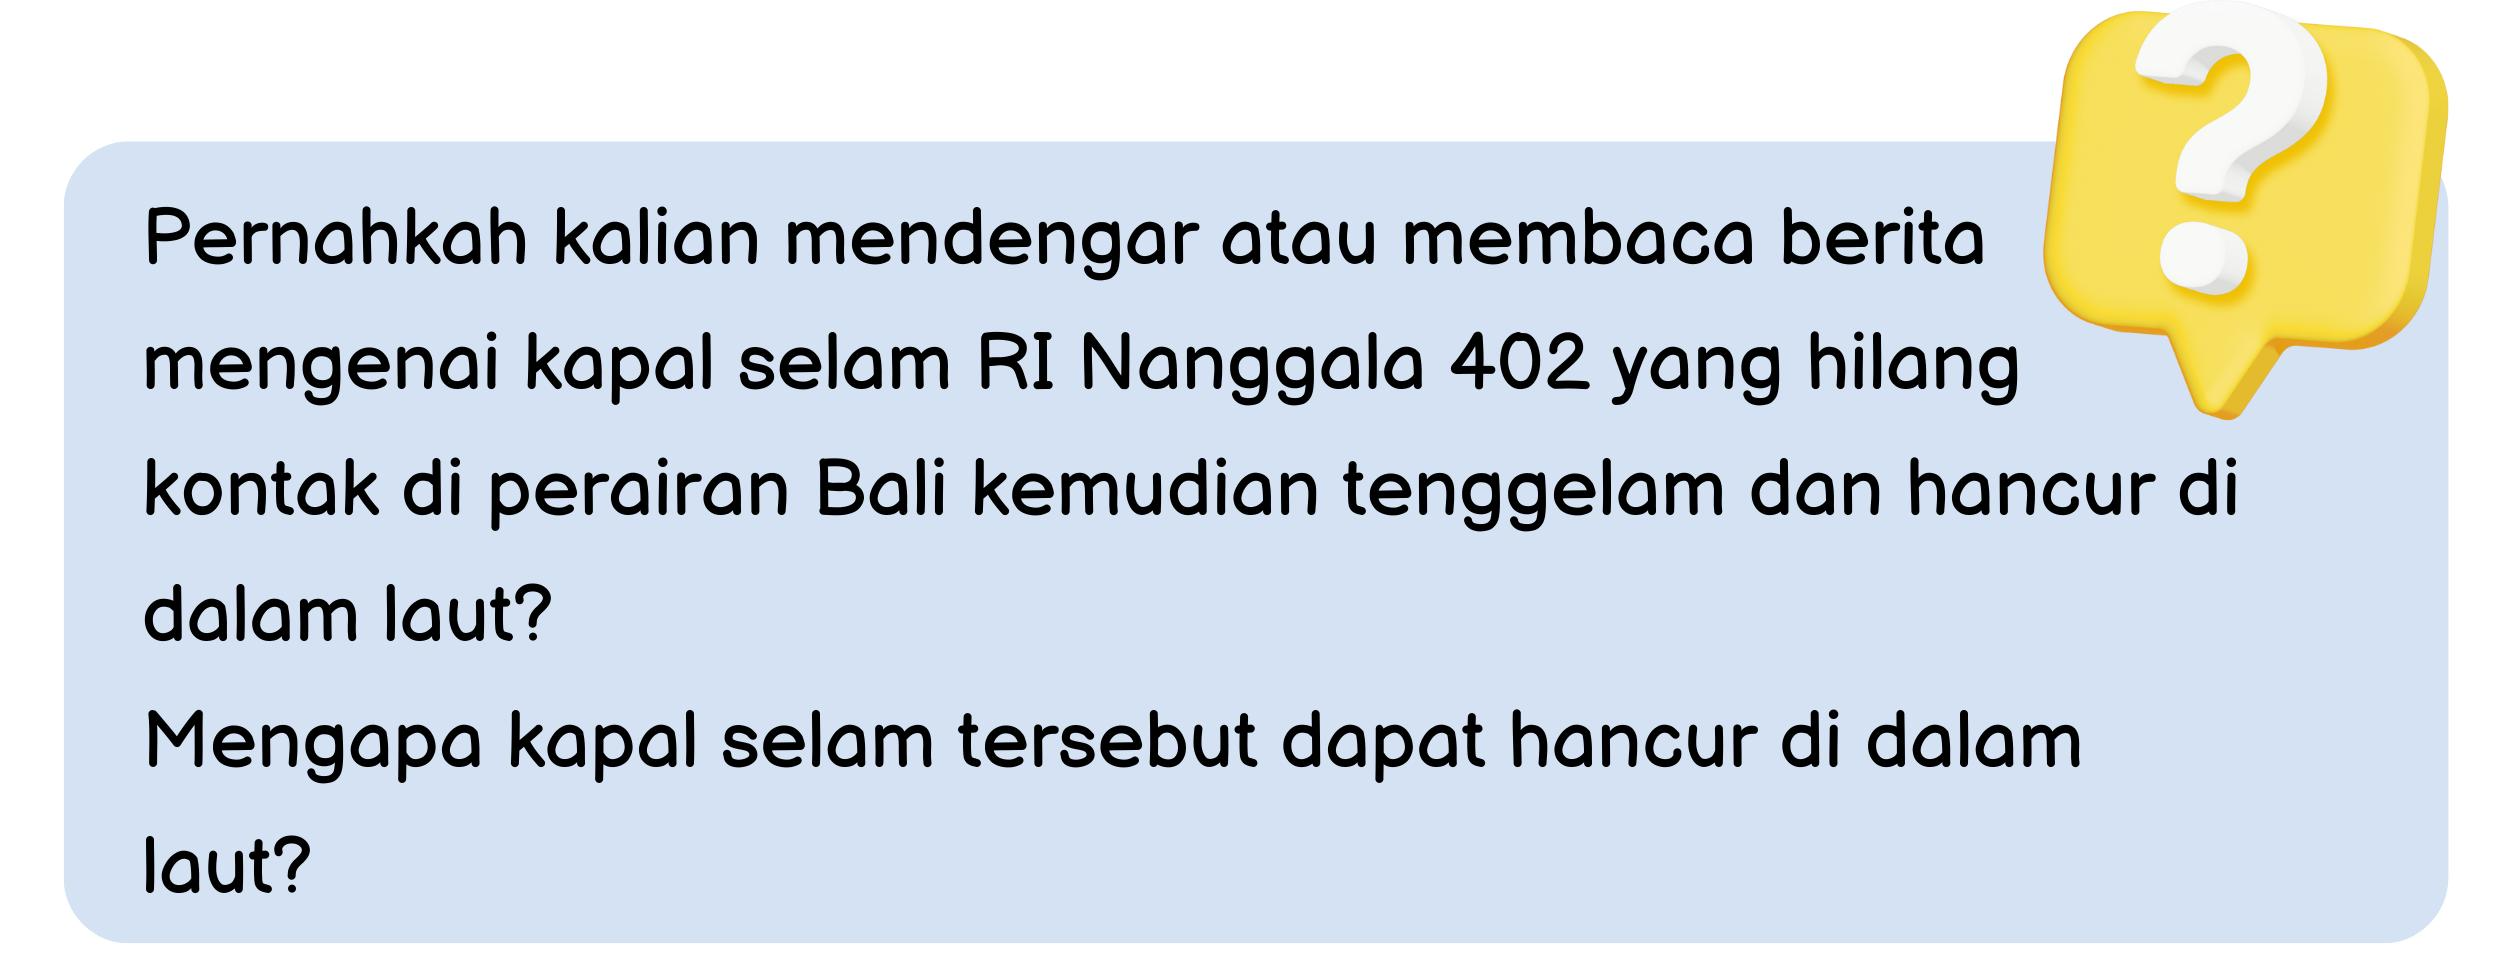 Pernahkah kalian mendengar atau membaca berita
mengenai kapal selam RI Nanggala 402 yang hilang
kontak di perairan Bali kemudian tenggelam dan hancur di
dalam laut?
Mengapa kapal selam tersebut dapat hancur di dalam
laut?